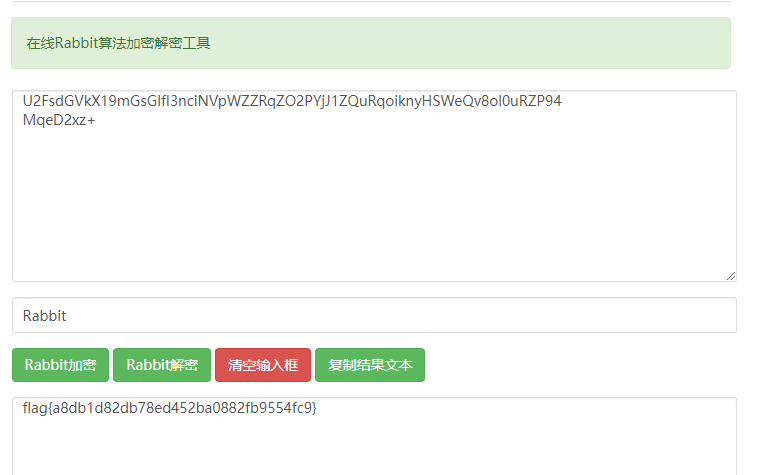 在线Rabbit算法加密解密工具
U2FsdGVkX19mGsGlfI3nciNVpWZZRqZO2PYjJ1ZQuRqoiknyHSWeQv8ol0uRZP94
MqeD2xz+
Rabbit
Rabbit加密 Rabbit解密 清空输入框 复制结果文本
flag{a8db1d82db78ed452ba0882fb9554fc9}